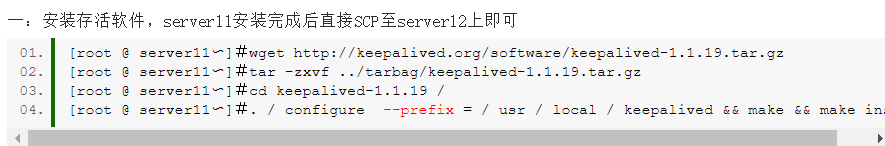 一：安装存活软件，server11安装完成后直接SCP至server12上即可
01. [root @ server11〜]＃wget http://keepalived.org/software/keepalived-1.1.19.tar.gz
02. [root @ server11〜]＃tar -zxvf ../tarbag/keepalived-1.1.19.tar.gz
03. [root @ server11〜]＃cd keepalived-1.1.19 /
04. [root @ server11〜]＃. / configure  --prefix = / usr / local / keepalived && make && make ins